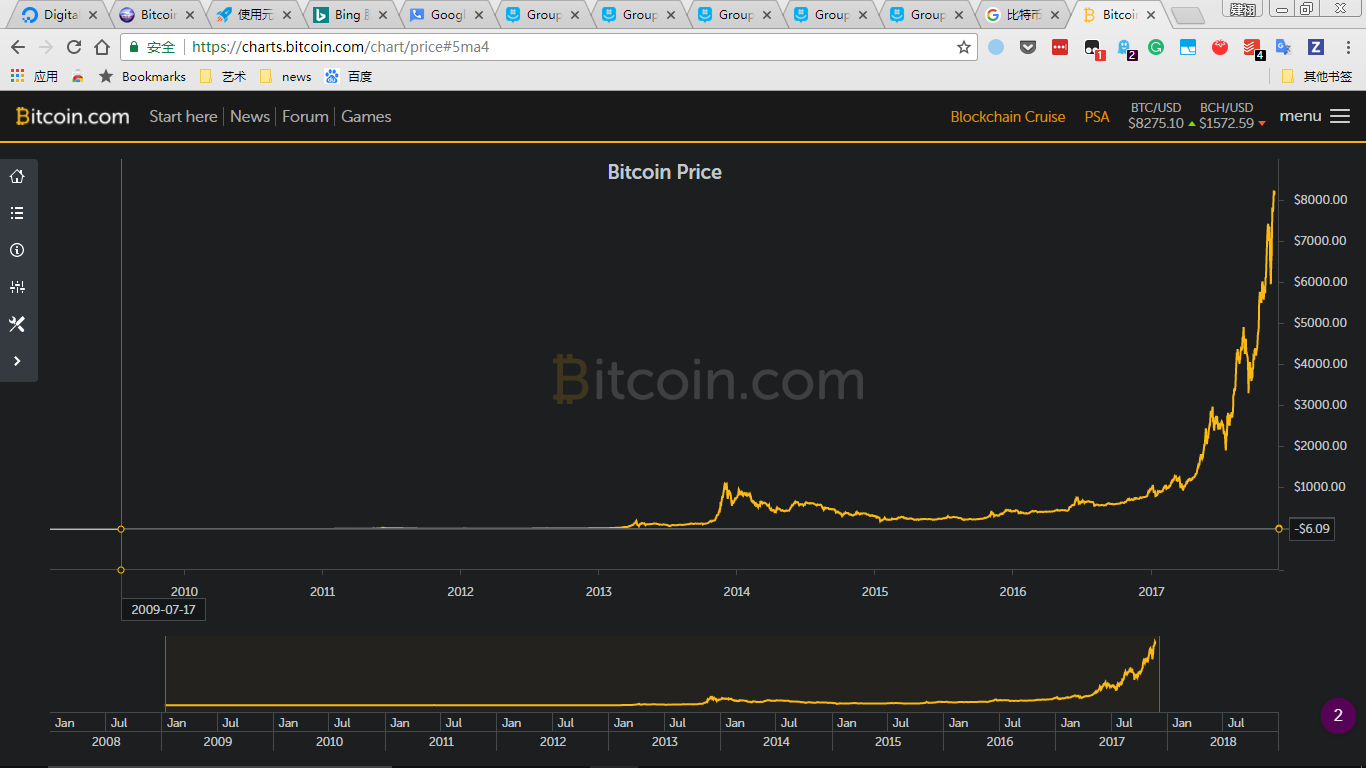 Digita
Bitcoin
使用元
Bing
Googl
Group
Group
Group
Group
Group
比特币
Bitcoi
安全
https://charts.bitcoin.com/chart/price#5ma4
1
2
4
应用
Bookmarks
艺术
news
百度
其他书签
Bitcoin.com
Start here
News
Forum
Games
Blockchain Cruise
PSA
BTC/USD
$8275.10
BCH/USD
$1572.59
menu
Bitcoin Price
$8000.00
$7000.00
$6000.00
$5000.00
$4000.00
$3000.00
$2000.00
$1000.00
-$6.09
Bitcoin.com
2010 2011 2012 2013 2014 2015 2016 2017
2009-07-17
Jan Jul Jan Jul Jan Jul Jan Jul Jan Jul Jan Jul Jan Jul Jan Jul Jan Jul Jan Jul Jan Jul
2008 2009 2010 2011 2012 2013 2014 2015 2016 2017 2018
2